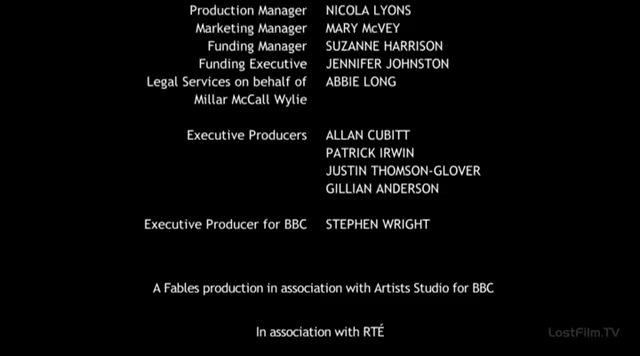 Production Manager NICOLA LYONS
Marketing Manager MARY McVEY
Funding Manager SUZANNE HARRISON
Funding Executive JENNIFER JOHNSTON
Legal Services on behalf of ABBIE LONG
Millar McCall Wylie
Executive Producers ALLAN CUBITT
PATRICK IRWIN
JUSTIN THOMSON-GLOVER
GILLIAN ANDERSON
Executive Producer for BBC STEPHEN WRIGHT
A Fables production in association with Artists Studio for BBC
In association with RTÉ
LostFilm.TV